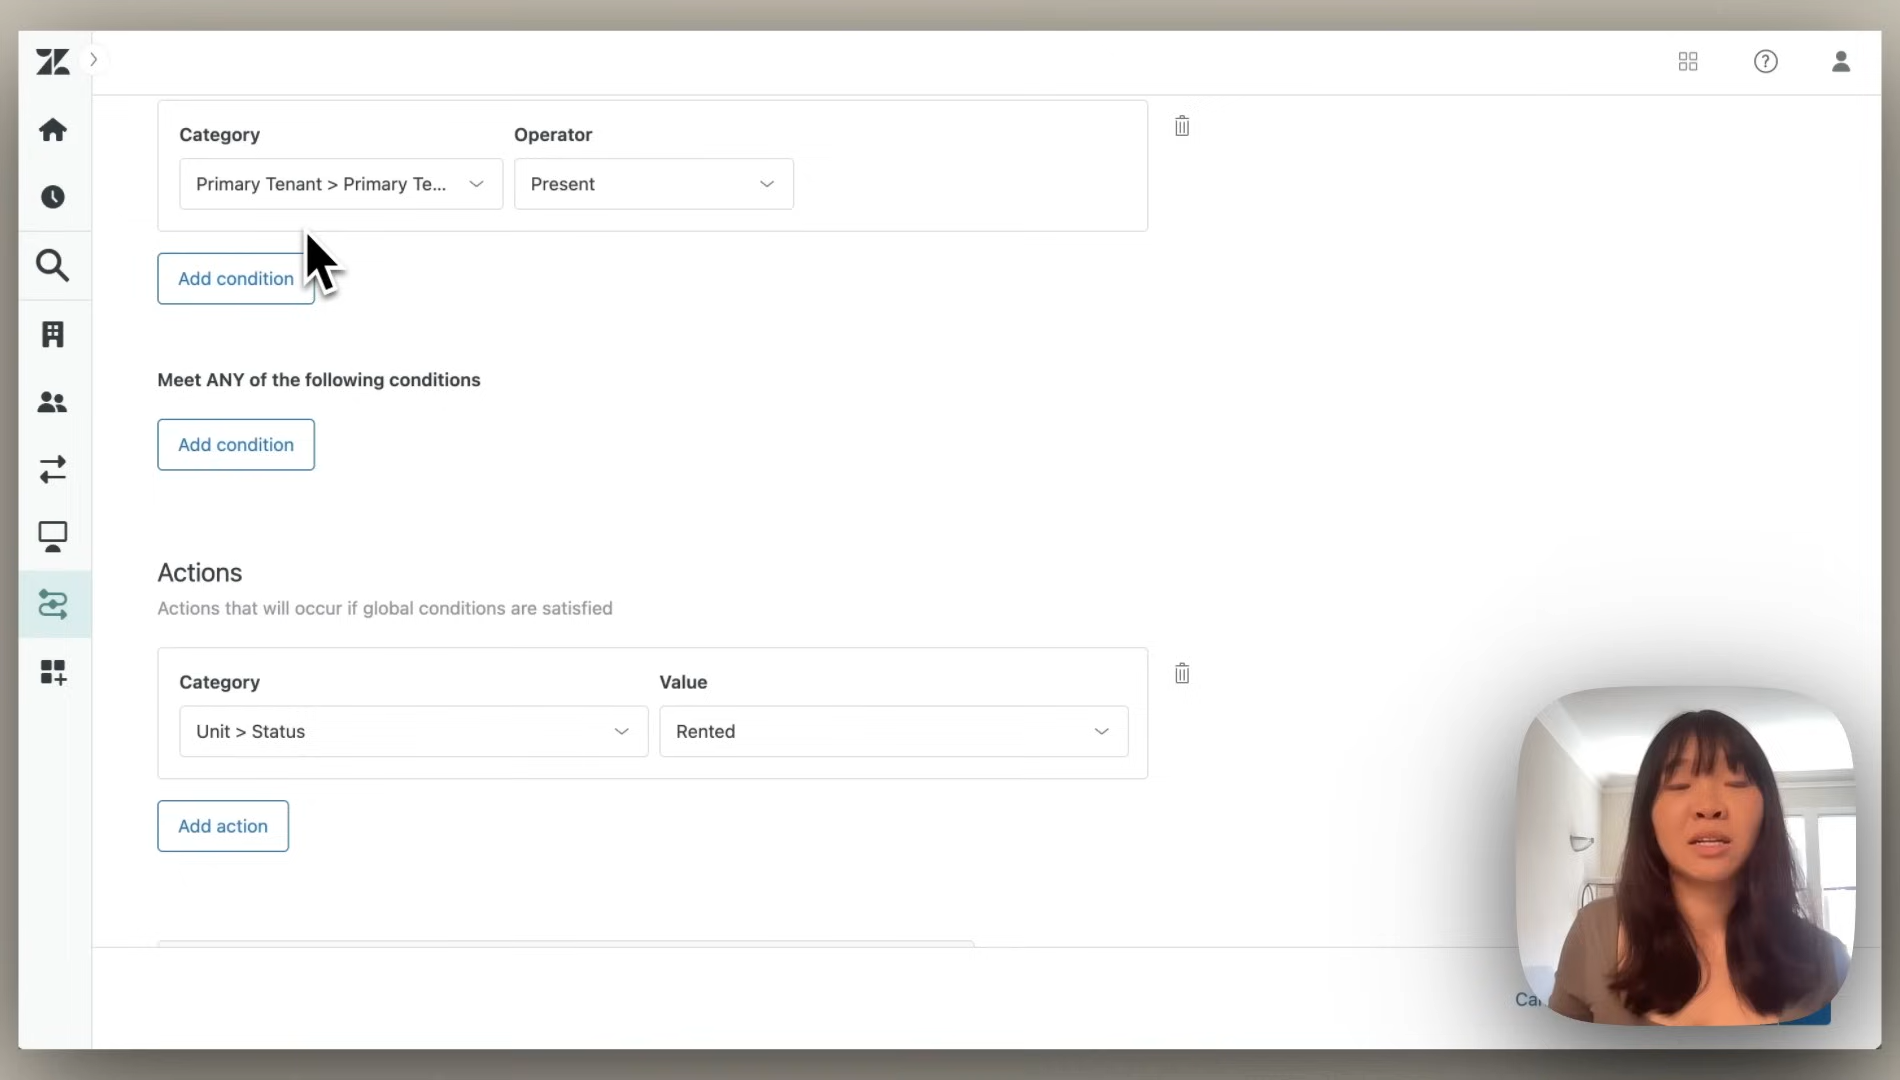 Category
Operator
Primary Tenant > Primary Te...
Present
Add condition
Meet ANY of the following conditions
Add condition
Actions
Actions that will occur if global conditions are satisfied
Category
Value
Unit > Status
Rented
Add action